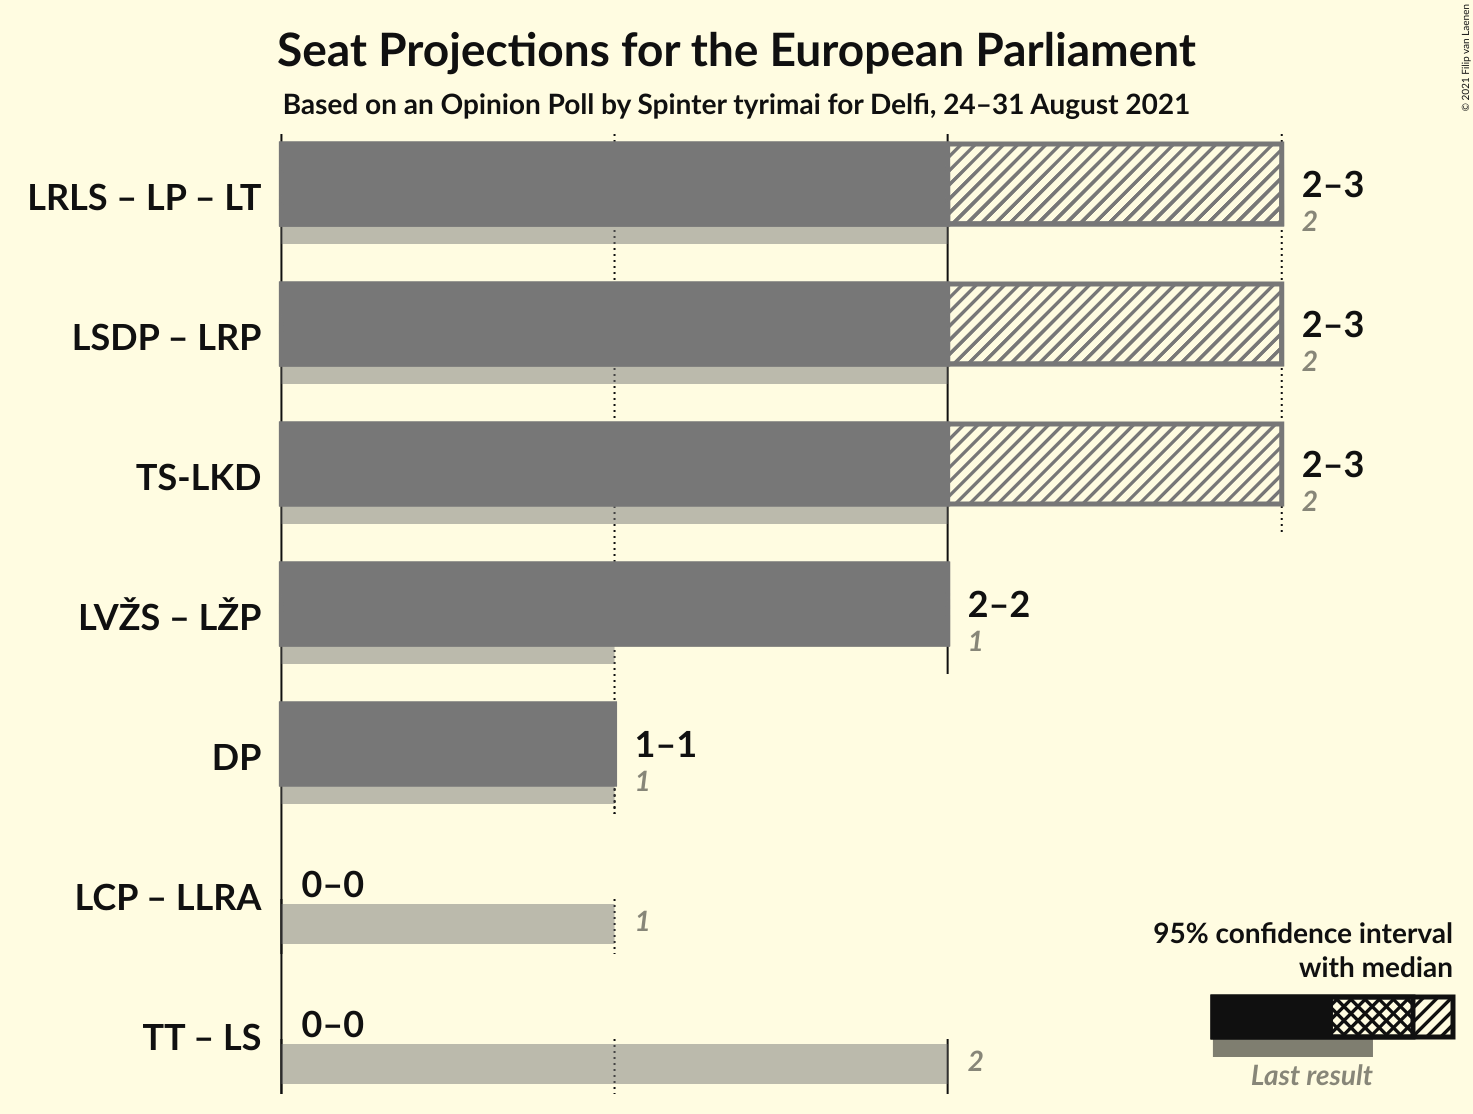 Seat Projections for the European Parliament
Based on an Opinion Poll by Spinter tyrimai for Delfi, 24–31 August 2021
© 2021 Filip van Laenen
LRLS – LP – LT
2–3
2
LSDP – LRP
2–3
2
TS-LKD
2–3
2
LVŽS – LŽP
2–2
1
DP
1–1
1
LCP – LLRA
0–0
1
TT – LS
0–0
2
95% confidence interval
with median
Last result